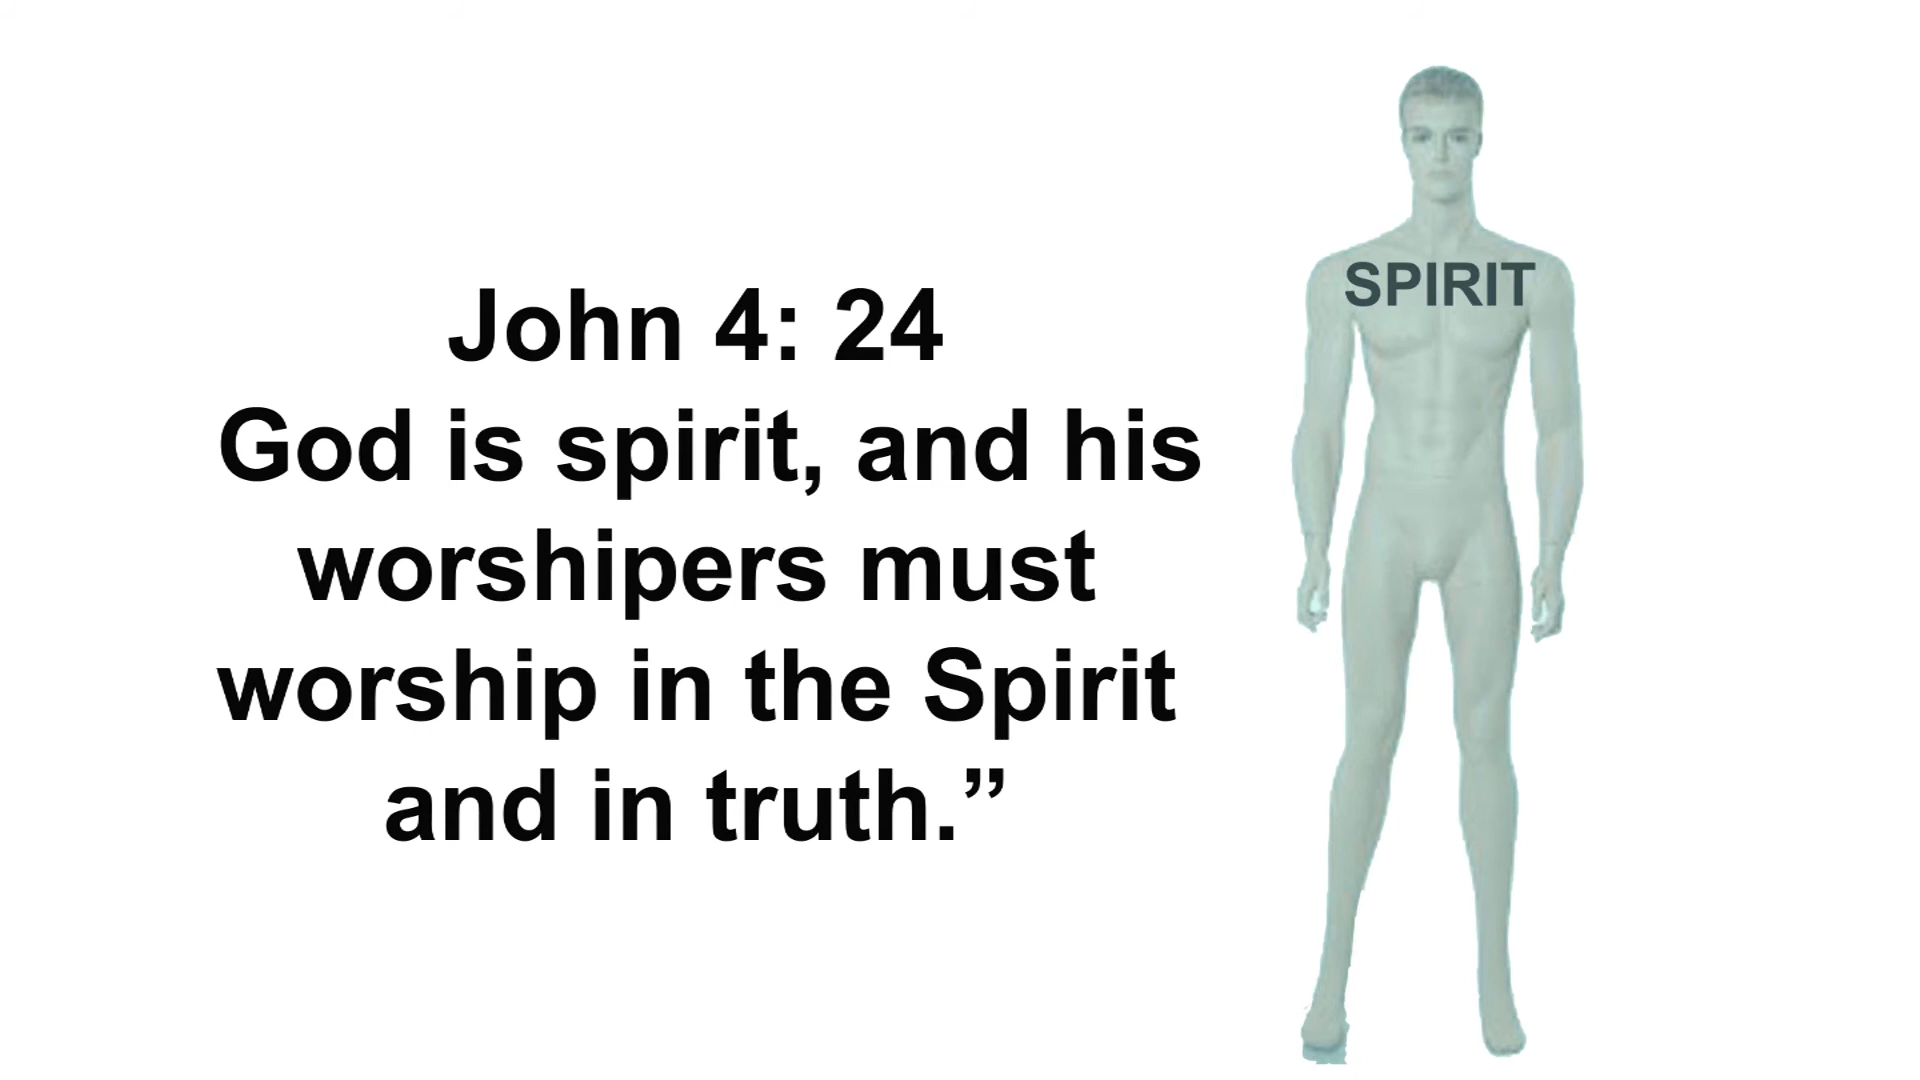 John 4: 24
God is spirit, and his
worshipers must
worship in the Spirit
and in truth.”
SPIRIT